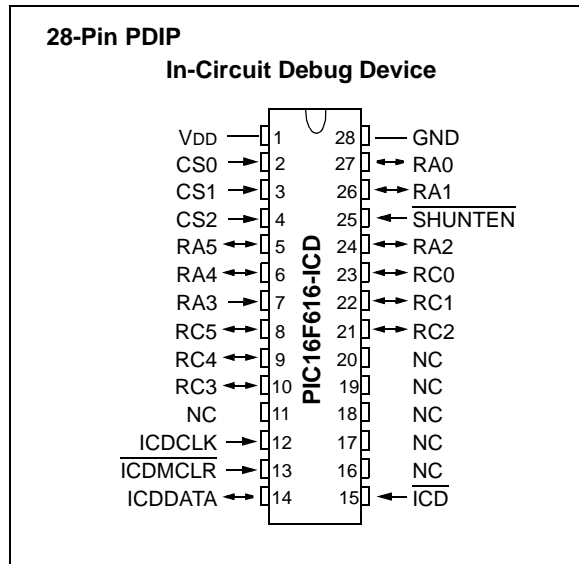 28-Pin PDIP
In-Circuit Debug Device
VDD 1 28 GND
CS0 2 27 RA0
CS1 3 26 RA1
CS2 4 25 SHUNTEN
RA5 5 24 RA2
RA4 6 23 RC0
RA3 7 22 RC1
RC5 8 21 RC2
RC4 9 20 NC
RC3 10 19 NC
NC 11 18 NC
ICDCLK 12 17 NC
ICDMCLR 13 16 NC
ICDDATA 14 15 ICD
PIC16F616-ICD